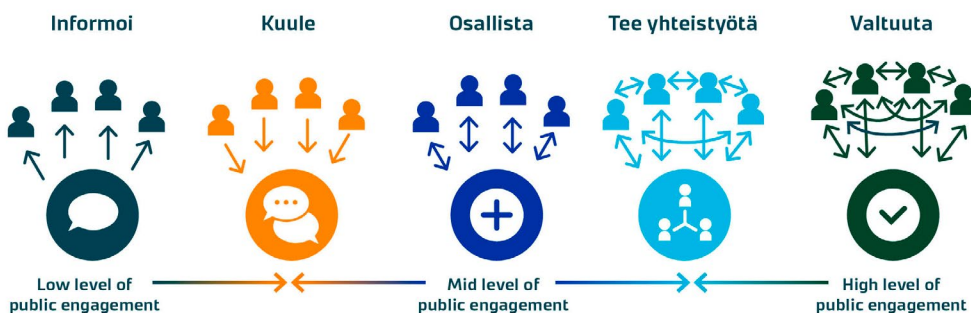 Informoi
Kuule
Osallista
Tee yhteistyötä
Valtuuta
Low level of
public engagement
Mid level of
public engagement
High level of
public engagement